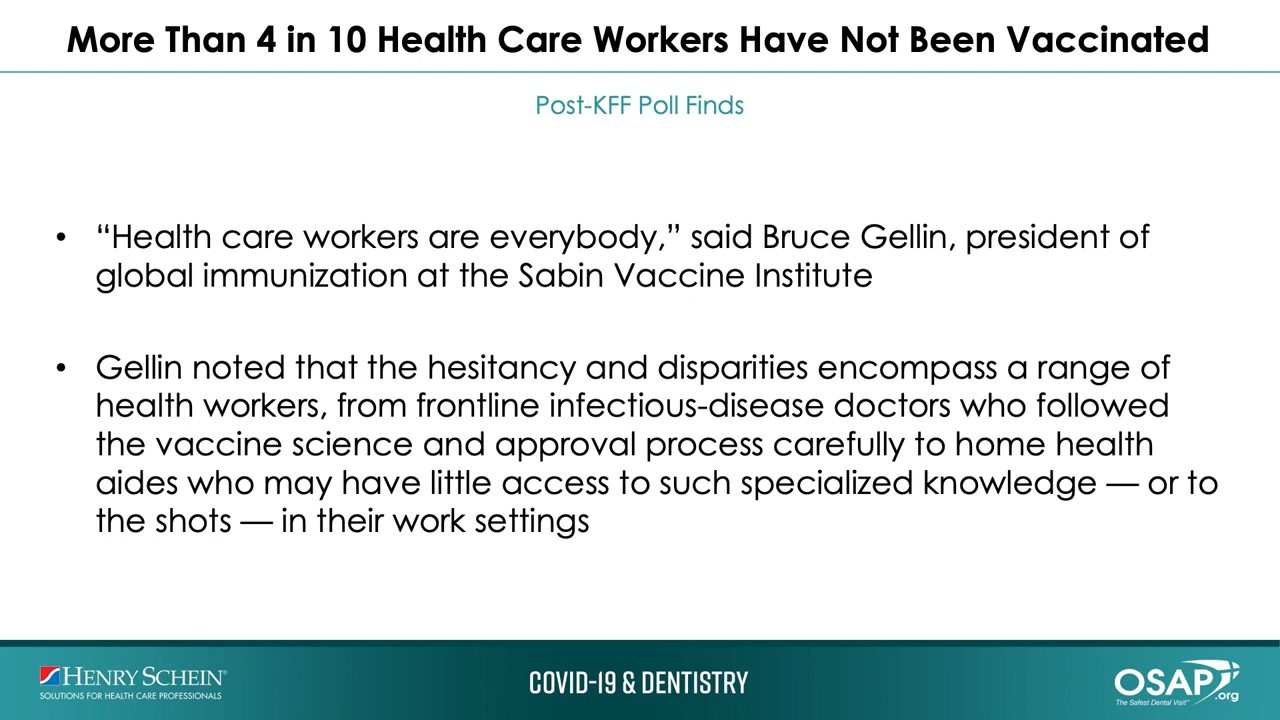 More Than 4 in 10 Health Care Workers Have Not Been Vaccinated
Post-KFF Poll Finds
• “Health care workers are everybody,” said Bruce Gellin, president of
global immunization at the Sabin Vaccine Institute
• Gellin noted that the hesitancy and disparities encompass a range of
health workers, from frontline infectious-disease doctors who followed
the vaccine science and approval process carefully to home health
aides who may have little access to such specialized knowledge — or to
the shots — in their work settings
HENRY SCHEIN®
SOLUTIONS FOR HEALTH CARE PROFESSIONALS
COVID-19 & DENTISTRY
OSAP.org
The Safest Dental Visit™